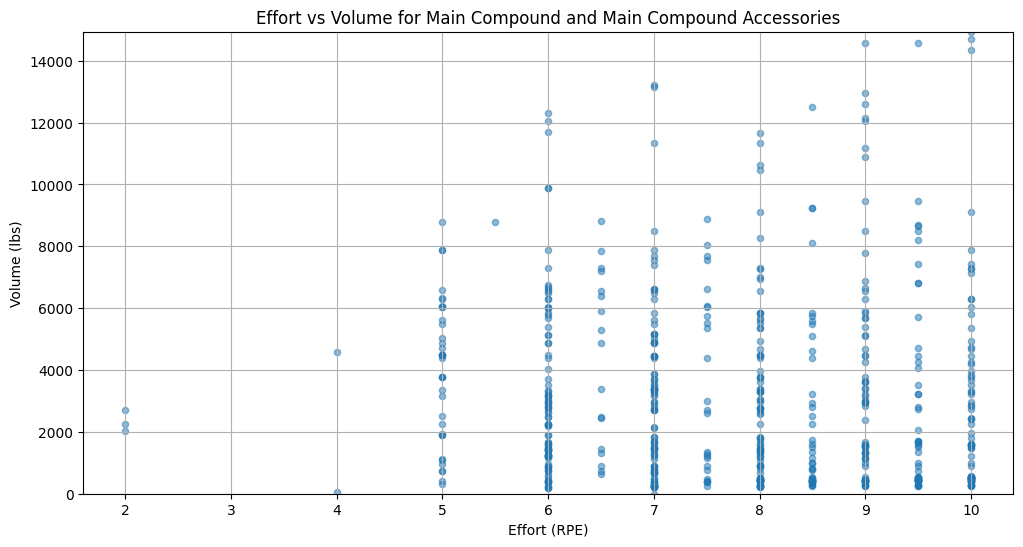 Effort vs Volume for Main Compound and Main Compound Accessories
14000
12000
10000
8000
6000
4000
2000
0
Volume (lbs)
2 3 4 5 6 7 8 9 10
Effort (RPE)